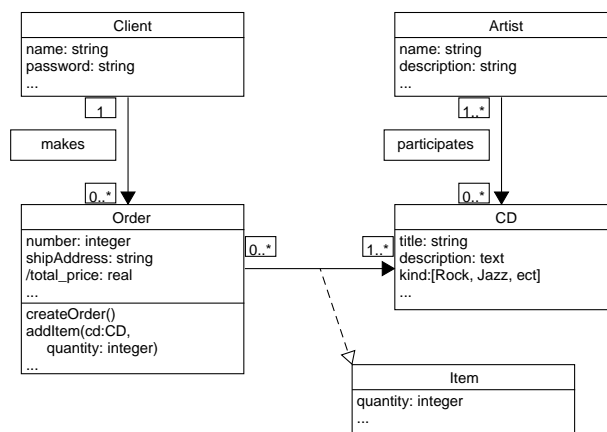 Client
name: string
password: string
...
Artist
name: string
description: string
...
1
1..*
makes
participates
0..*
0..*
Order
number: integer
shipAddress: string
/total_price: real
...
createOrder()
addItem(cd:CD,
quantity: integer)
...
0..*
1..*
CD
title: string
description: text
kind:[Rock, Jazz, ect]
...
Item
quantity: integer
...